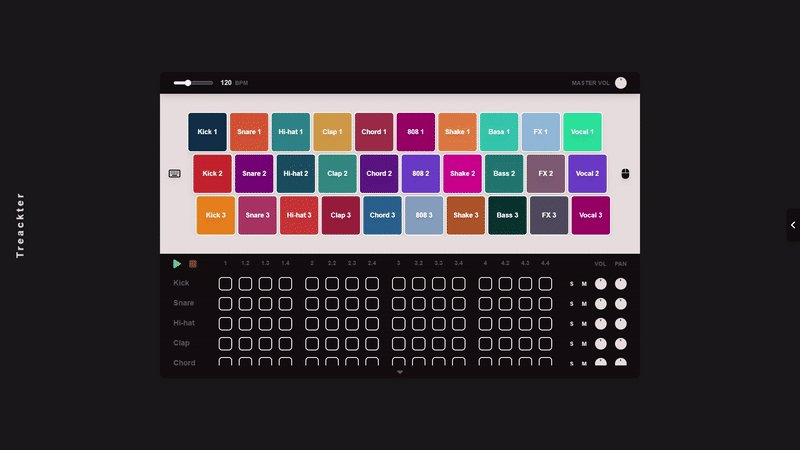 120 BPM MASTER VOL
Kick 1 Snare 1 Hi-hat 1 Clap 1 Chord 1 808 1 Shake 1 Bass 1 FX 1 Vocal 1
Kick 2 Snare 2 Hi-hat 2 Clap 2 Chord 2 808 2 Shake 2 Bass 2 FX 2 Vocal 2
Kick 3 Snare 3 Hi-hat 3 Clap 3 Chord 3 808 3 Shake 3 Bass 3 FX 3 Vocal 3
Treackter
1 1.2 1.3 1.4 2 2.2 2.3 2.4 3 3.2 3.3 3.4 4 4.2 4.3 4.4 VOL PAN
Kick S M
Snare S M
Hi-hat S M
Clap S M
Chord S M